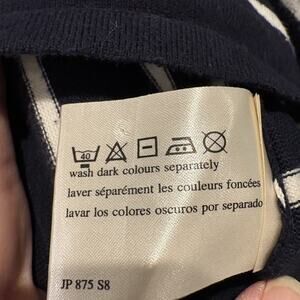 40
wash dark colours separately
laver séparément les couleurs foncées
lavar los colores oscuros por separado
JP 875 S8